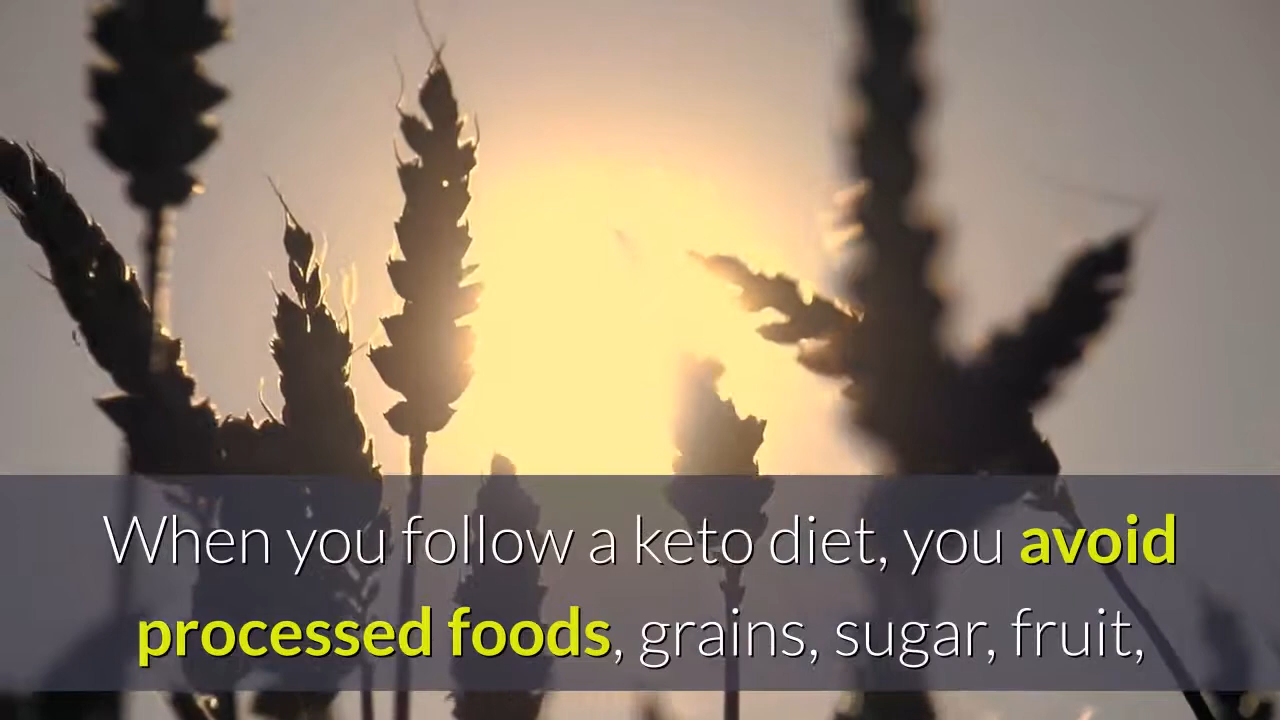 When you follow a keto diet, you avoid
processed foods, grains, sugar, fruit,